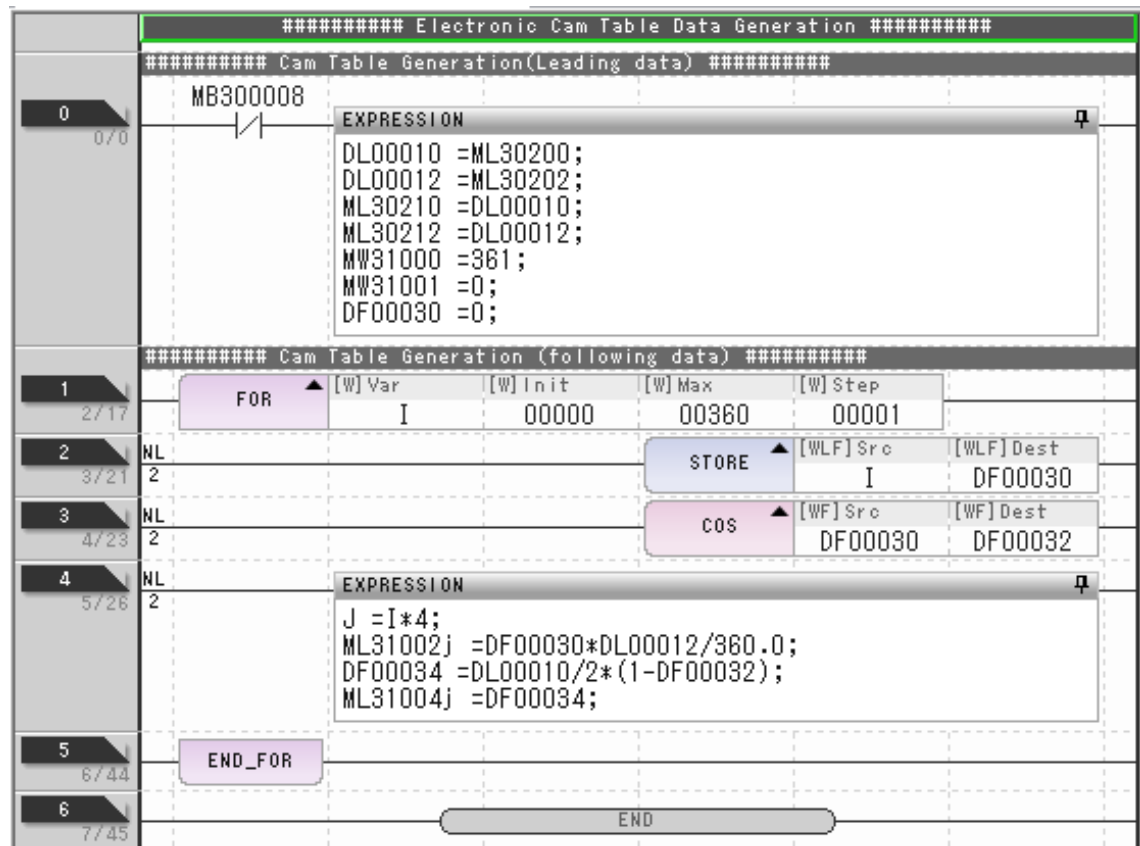 ########## Electronic Cam Table Data Generation ##########
########## Cam Table Generation(Leading data) ##########
MB300008
0
0/0
EXPRESSION
DL00010 =ML30200;
DL00012 =ML30202;
ML30210 =DL00010;
ML30212 =DL00012;
MW31000 =361;
MW31001 =0;
DF00030 =0;
########## Cam Table Generation (following data) ##########
1
2/17
FOR [W]Var [W]Init [W]Max [W]Step
I 00000 00360 00001
2 NL
3/21 2
STORE [WLF]Src [WLF]Dest
I DF00030
3 NL
4/23 2
COS [WF]Src [WF]Dest
DF00030 DF00032
4 NL
5/26 2
EXPRESSION
J =I*4;
ML31002j =DF00030*DL00012/360.0;
DF00034 =DL00010/2*(1-DF00032);
ML31004j =DF00034;
5
6/44
END_FOR
6
7/45
END